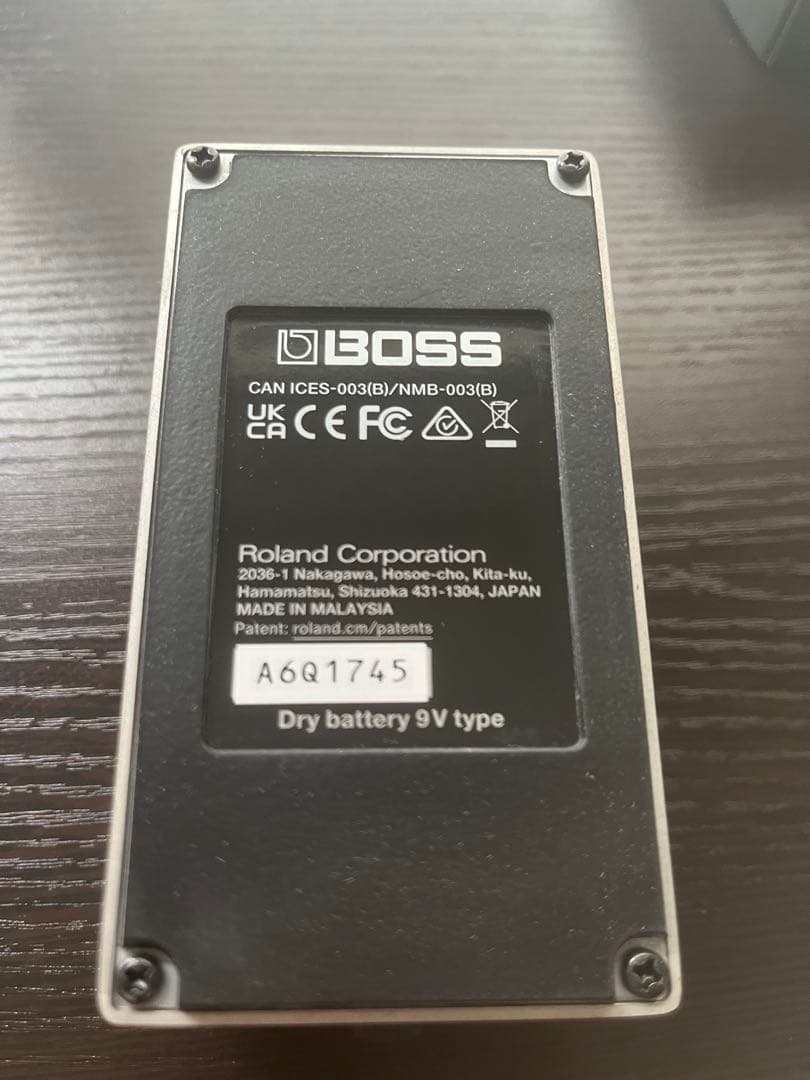 BOSS
CAN ICES-003(B)/NMB-003(B)
UK CA CE FC
Roland Corporation
2036-1 Nakagawa, Hosoe-cho, Kita-ku,
Hamamatsu, Shizuoka 431-1304, JAPAN
MADE IN MALAYSIA
Patent: roland.cm/patents
A6Q1745
Dry battery 9V type